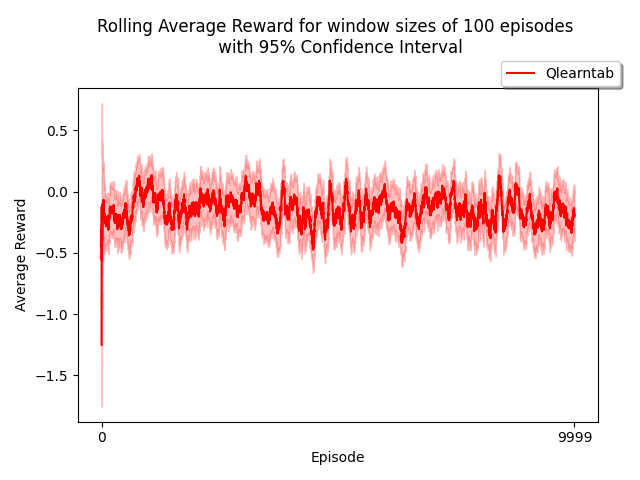 Rolling Average Reward for window sizes of 100 episodes
with 95% Confidence Interval
Qlearntab
Average Reward
0.5
0.0
−0.5
−1.0
−1.5
0
9999
Episode